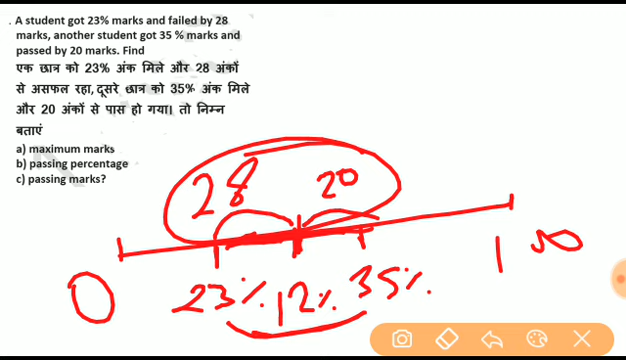 . A student got 23% marks and failed by 28
marks, another student got 35 % marks and
passed by 20 marks. Find
एक छात्र को 23% अंक मिले और 28 अंकों
से असफल रहा, दूसरे छात्र को 35% अंक मिले
और 20 अंकों से पास हो गया। तो निम्न
बताएं
a) maximum marks
b) passing percentage
c) passing marks?
28 20
0 23% 12% 35% 100